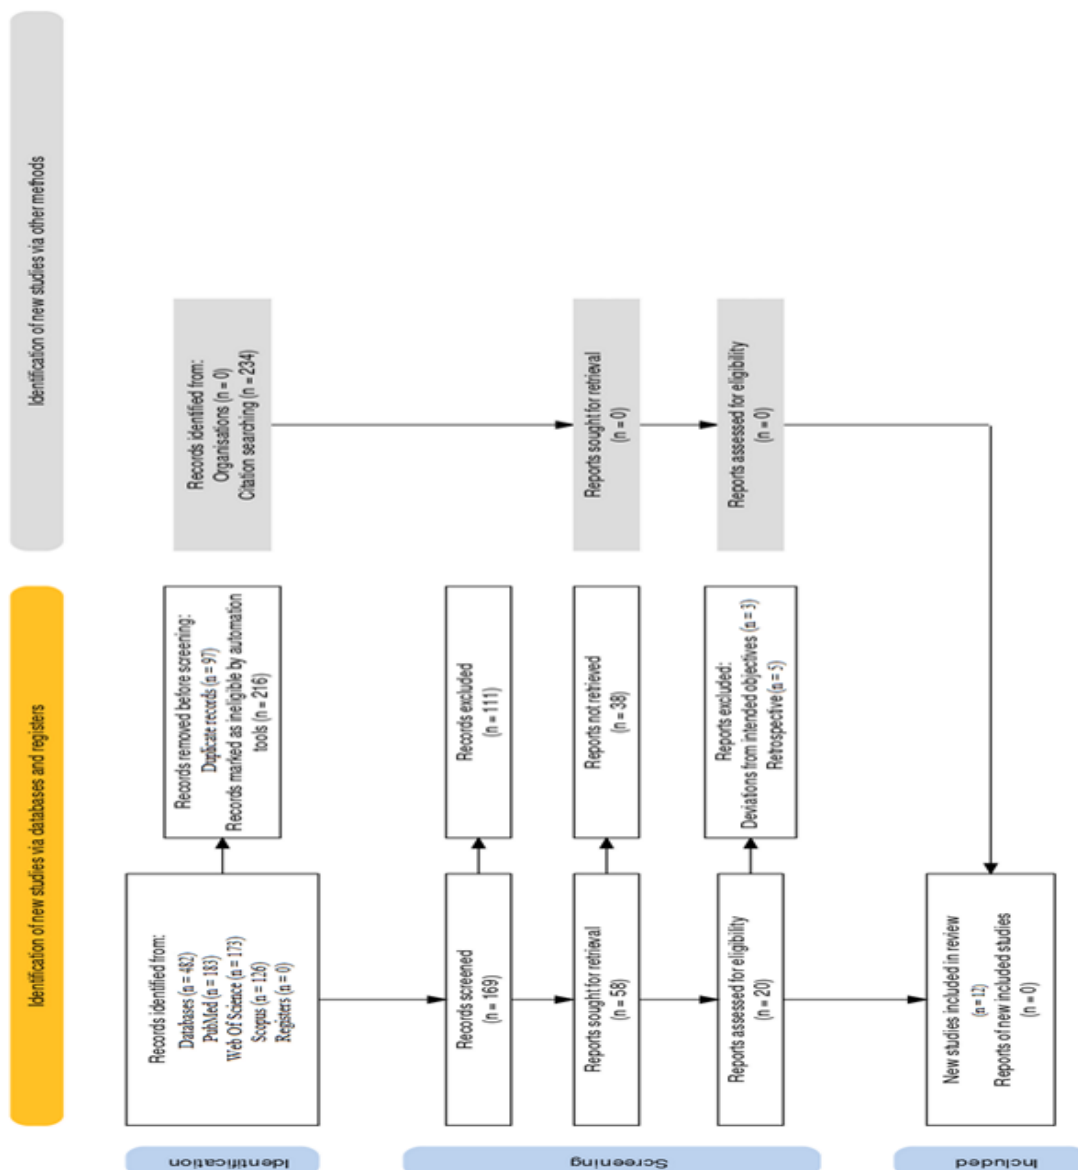 Identification of new studies via databases and registers
Identification of new studies via other methods
Identification
Records identified from:
Databases (n = 482)
PubMed (n = 183)
Web Of Science (n = 173)
Scopus (n = 126)
Registers (n = 0)
Records removed before screening:
Duplicate records (n = 97)
Records marked as ineligible by automation
tools (n = 216)
Records identified from:
Organisations (n = 0)
Citation searching (n = 234)
Screening
Records screened
(n = 169)
Records excluded
(n = 111)
Reports sought for retrieval
(n = 58)
Reports not retrieved
(n = 38)
Reports sought for retrieval
(n = 0)
Reports assessed for eligibility
(n = 20)
Reports excluded:
Deviations from intended objectives (n = 3)
Retrospective (n = 5)
Reports assessed for eligibility
(n = 0)
Included
New studies included in review
(n = 12)
Reports of new included studies
(n = 0)